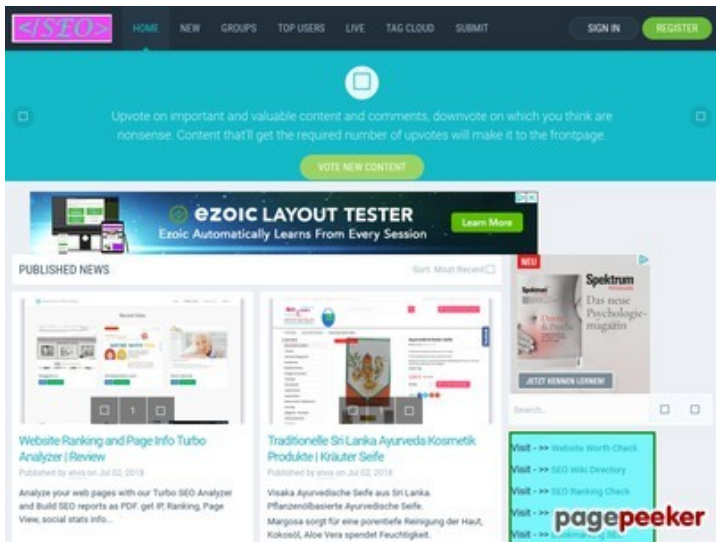 </SEO>
HOME NEW GROUPS TOP USERS LIVE TAG CLOUD SUBMIT SIGN IN REGISTER
Upvote on important and valuable content and comments, downvote on which you think are
nonsense. Content that'll get the required number of upvotes will make it to the frontpage.
VOTE NEW CONTENT
ezoic LAYOUT TESTER
Ezoic Automatically Learns From Every Session
Learn More
PUBLISHED NEWS
Sort: Most Recent
Website Ranking and Page Info Turbo
Analyzer | Review
Published by elvis on Jul 02, 2018
Analyze your web pages with our Turbo SEO Analyzer
and Build SEO reports as PDF. get IP, Ranking, Page
View, social stats info...
1
Traditionelle Sri Lanka Ayurveda Kosmetik
Produkte | Kräuter Seife
Published by elvis on Jul 02, 2018
Visaka Ayurvedische Seife aus Sri Lanka.
Pflanzenölbasierte Ayurvedische Seife.
Margosa sorgt für eine porentiefe Reinigung der Haut,
Kokosöl, Aloe Vera spendet Feuchtigkeit.
NEU
Spektrum
Das neue
Psychologie-
magazin
JETZT KENNEN LERNEN!
Search..
Visit - >> Website Worth Check
Visit - >> SEO Wiki Directory
Visit - >> SEO Ranking Check
Visit - >>
Visit - >> Bookmarking SEO
pagepeeker